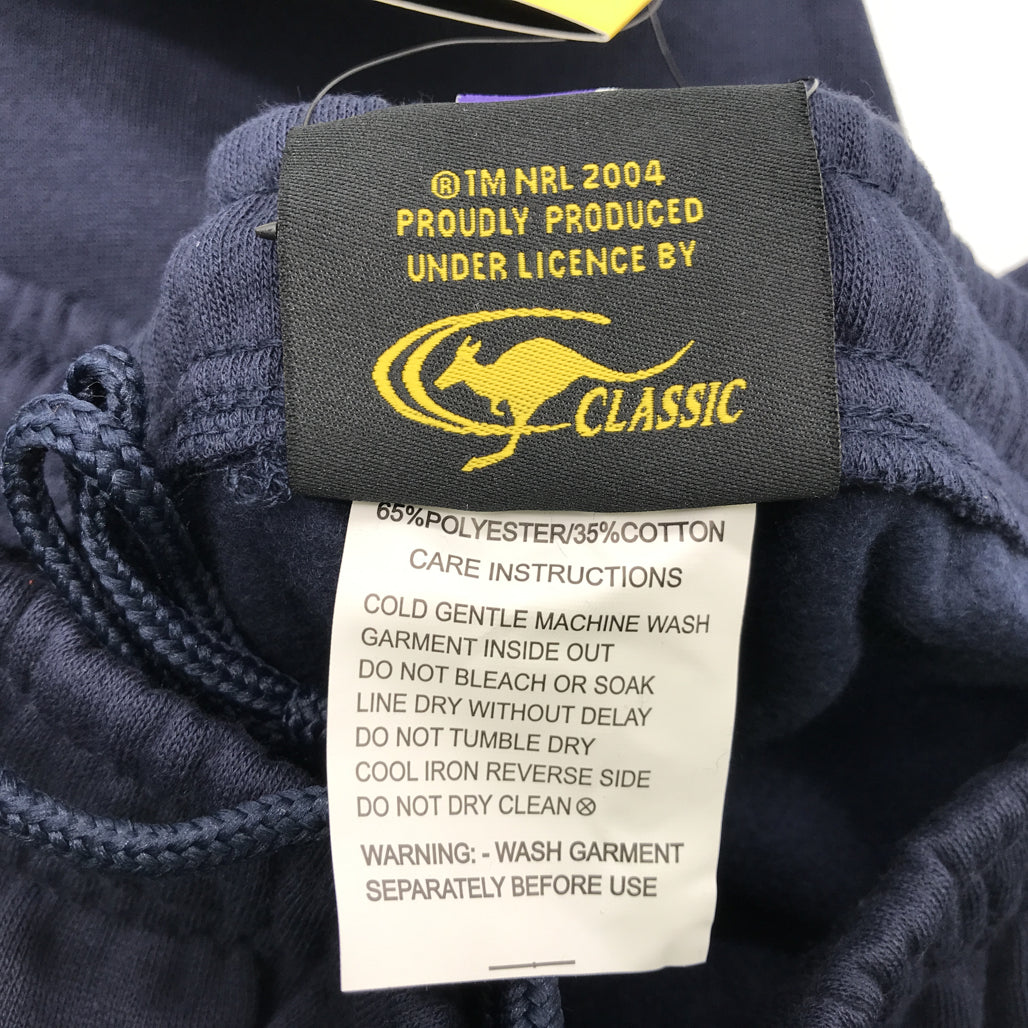 ®TM NRL 2004
PROUDLY PRODUCED
UNDER LICENCE BY
CLASSIC
65%POLYESTER/35%COTTON
CARE INSTRUCTIONS
COLD GENTLE MACHINE WASH
GARMENT INSIDE OUT
DO NOT BLEACH OR SOAK
LINE DRY WITHOUT DELAY
DO NOT TUMBLE DRY
COOL IRON REVERSE SIDE
DO NOT DRY CLEAN⊗
WARNING: - WASH GARMENT
SEPARATELY BEFORE USE